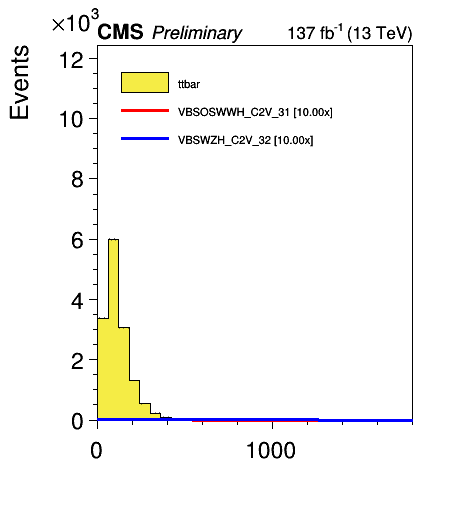 ×10³
CMS Preliminary 137 fb⁻¹ (13 TeV)
Events
12
ttbar
VBSOSWWH_C2V_31 [10.00x]
10
VBSWZH_C2V_32 [10.00x]
8
6
4
2
0
0 1000